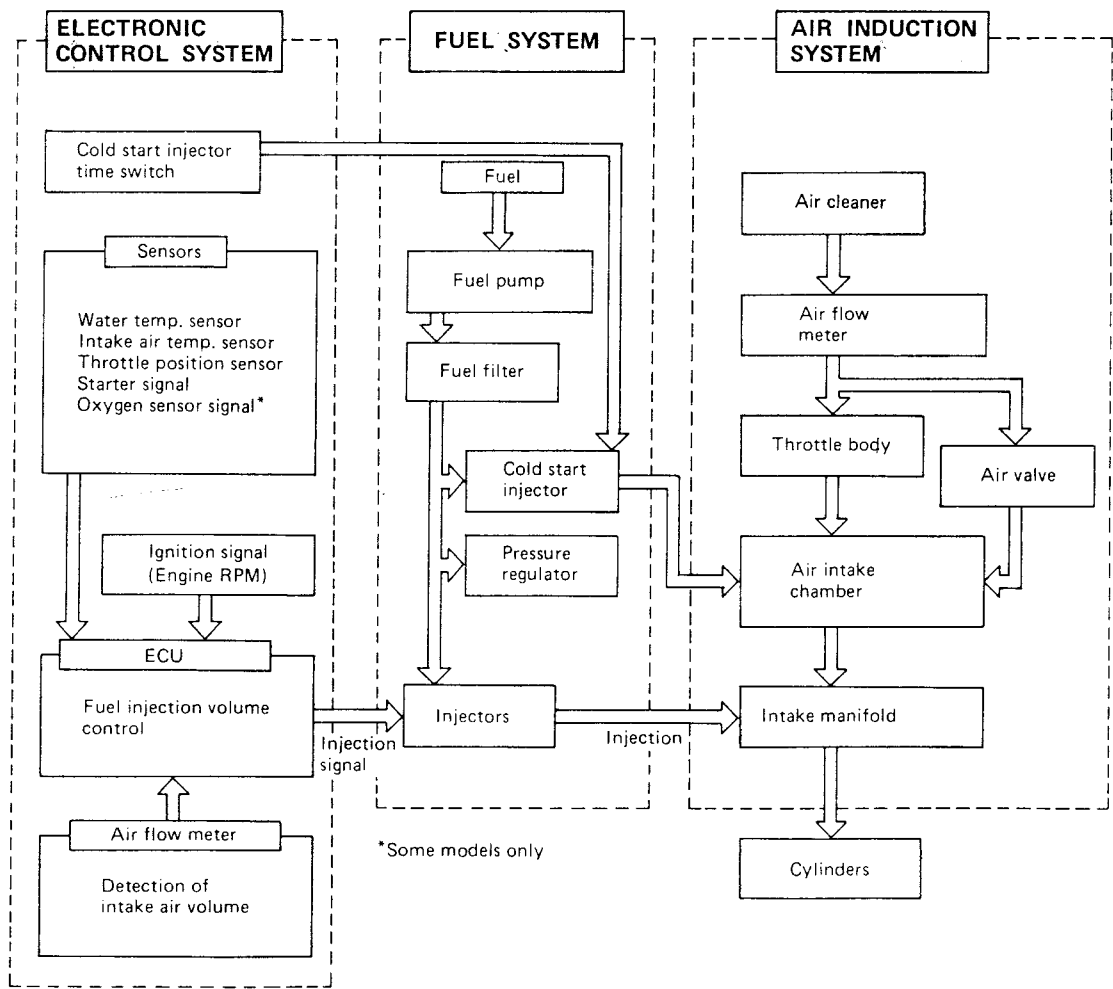 ELECTRONIC
CONTROL SYSTEM
Cold start injector
time switch
Sensors
Water temp. sensor
Intake air temp. sensor
Throttle position sensor
Starter signal
Oxygen sensor signal*
Ignition signal
(Engine RPM)
ECU
Fuel injection volume
control
Injection
signal
Air flow meter
Detection of
intake air volume
FUEL SYSTEM
Fuel
Fuel pump
Fuel filter
Cold start
injector
Pressure
regulator
Injectors
Injection
*Some models only
AIR INDUCTION
SYSTEM
Air cleaner
Air flow
meter
Throttle body
Air valve
Air intake
chamber
Intake manifold
Cylinders